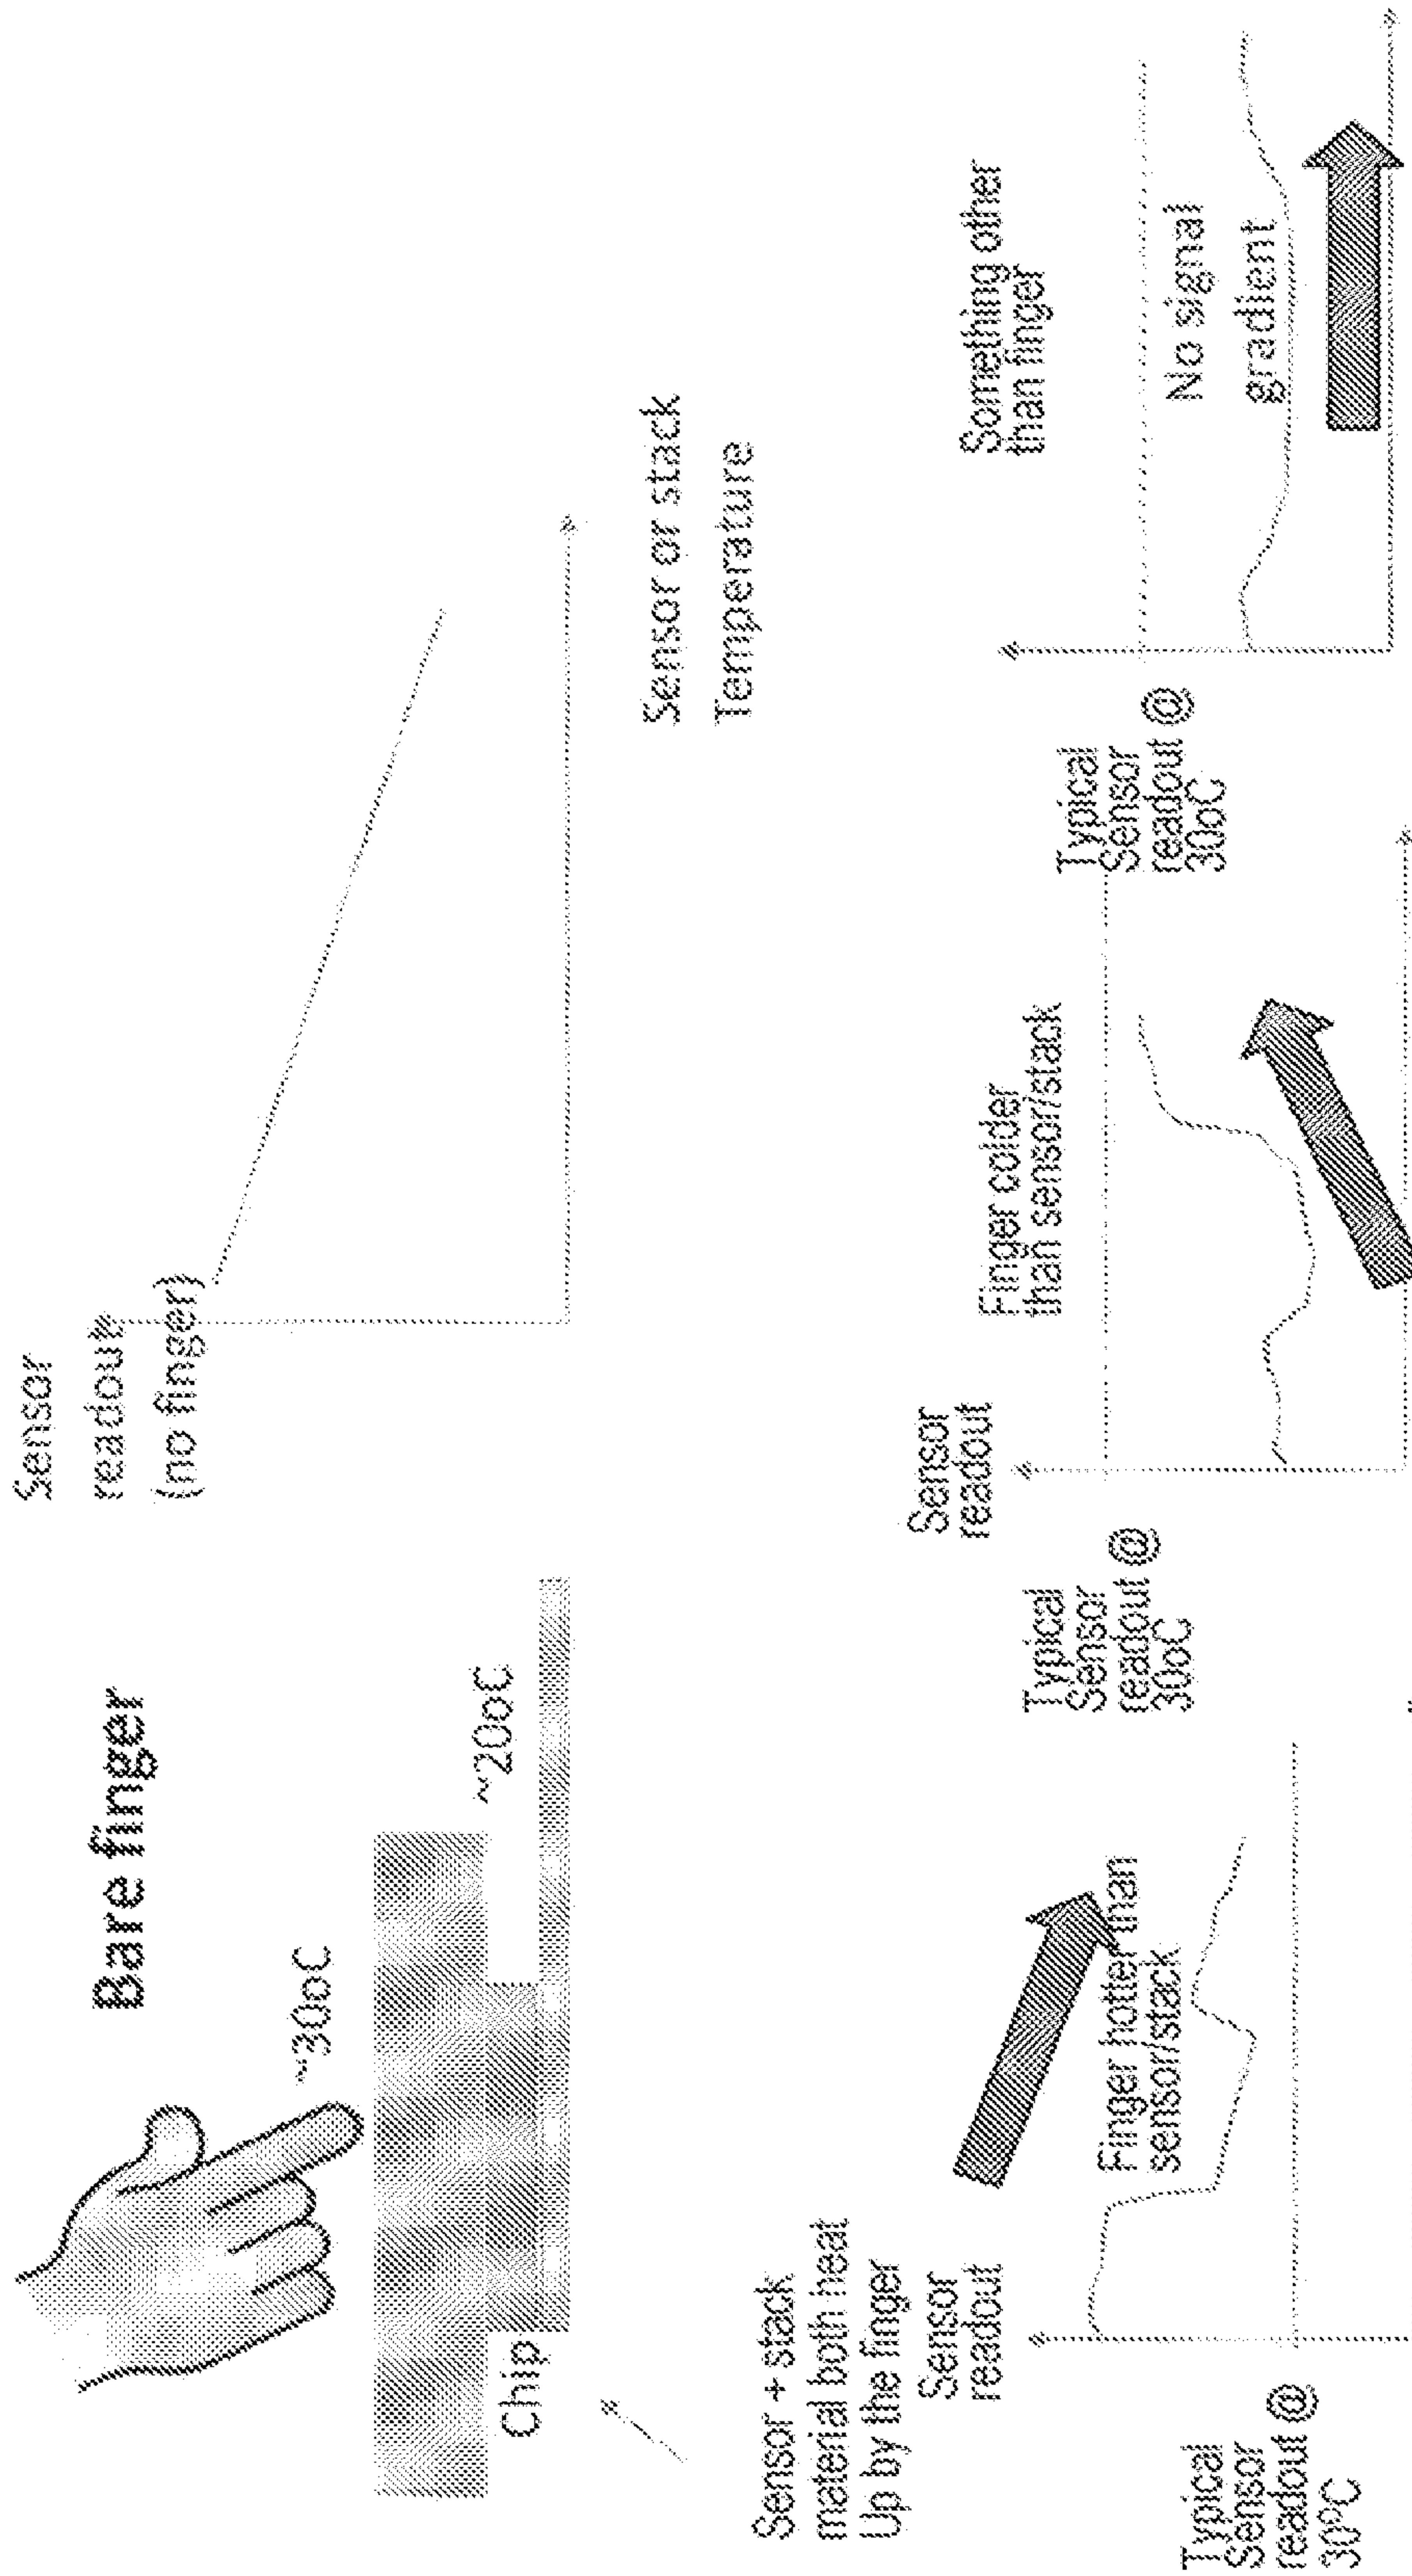 Bare finger
~30oC
~20oC
Chip
Sensor + stack
material both heat
Up by the finger
Sensor
readout
(no finger)
Sensor or stack
Temperature
Sensor
readout
Finger hotter than
sensor/stack
Typical
Sensor
readout @
30ºC
Sensor
readout
Finger colder
than sensor/stack
Typical
Sensor
readout @
30oC
Something other
than finger
No signal
gradient
Typical
Sensor
readout @
30oC